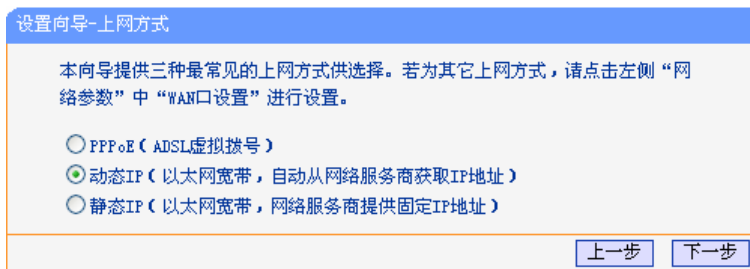 设置向导-上网方式
本向导提供三种最常见的上网方式供选择。若为其它上网方式，请点击左侧“网
络参数”中“WAN口设置”进行设置。
PPPoE（ADSL虚拟拨号）
动态IP（以太网宽带，自动从网络服务商获取IP地址）
静态IP（以太网宽带，网络服务商提供固定IP地址）
上一步 下一步